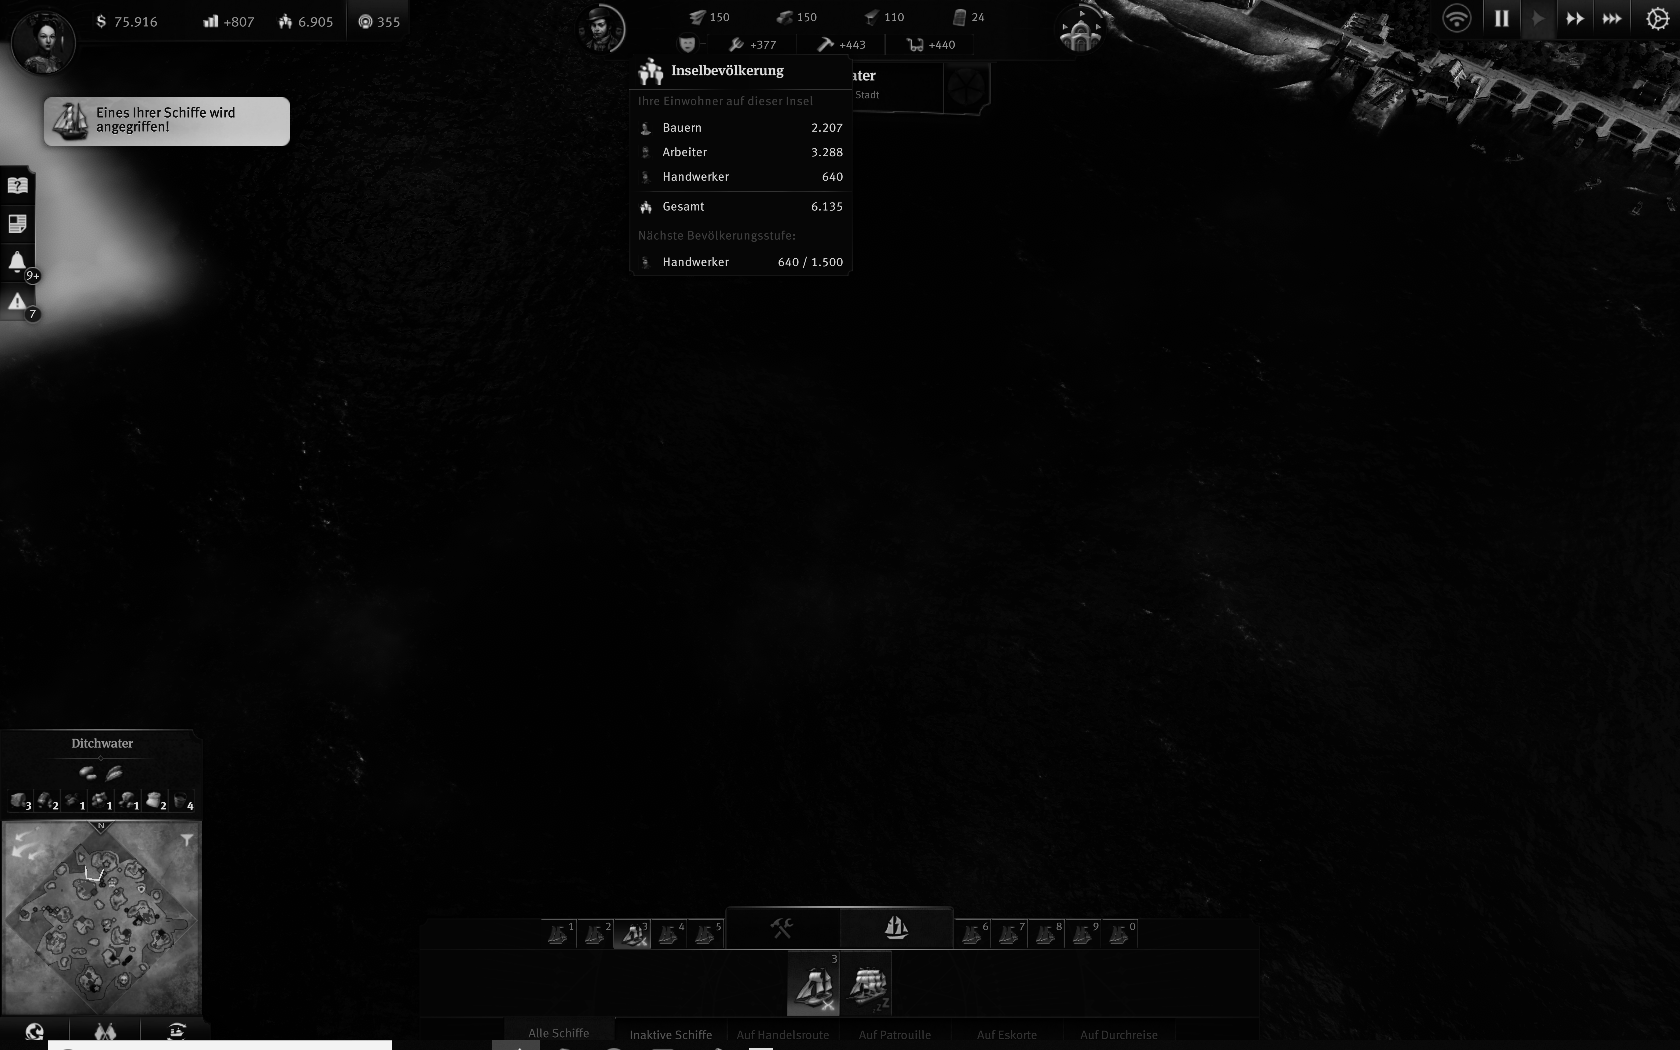 $ 75.916 +807 6.905 355
150 150 110 24
– +377 +443 +440
Inselbevölkerung
ater
Stadt
Ihre Einwohner auf dieser Insel
Bauern 2.207
Arbeiter 3.288
Handwerker 640
Gesamt 6.135
Nächste Bevölkerungsstufe:
Handwerker 640 / 1.500
Eines Ihrer Schiffe wird
angegriffen!
9+
7
Ditchwater
3 2 1 1 1 2 4
N
1 2 3 4 5 6 7 8 9 0
3
zZ
Alle Schiffe Inaktive Schiffe Auf Handelsroute Auf Patrouille Auf Eskorte Auf Durchreise